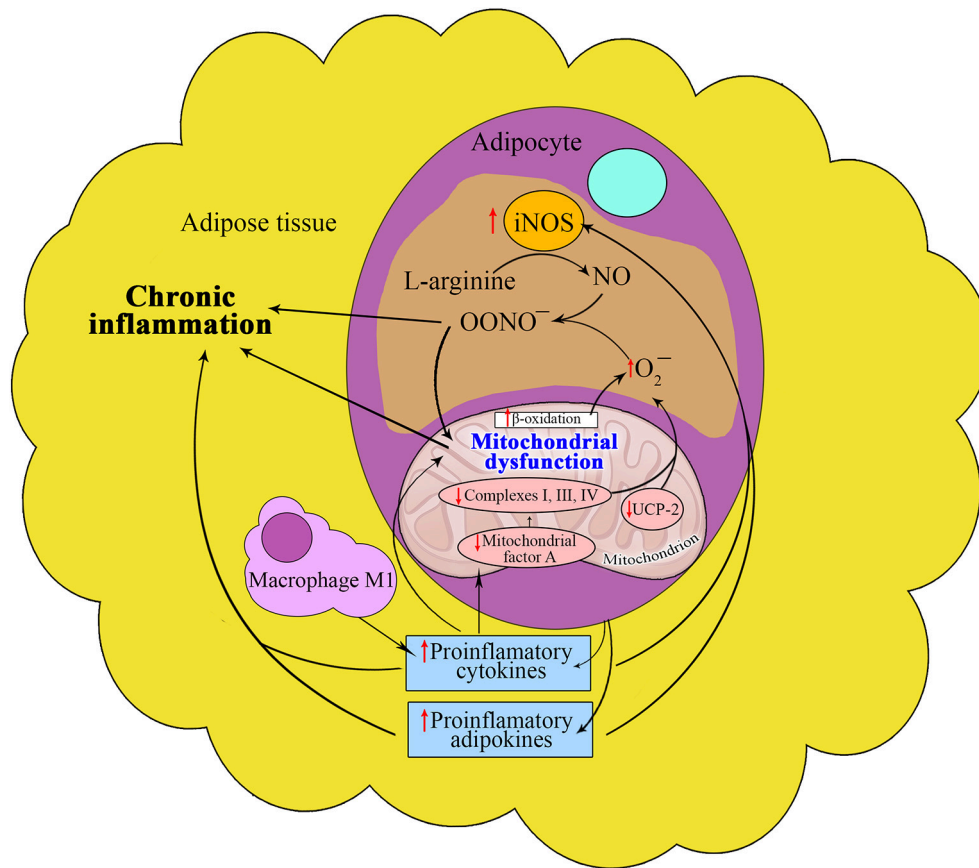 Adipocyte
Adipose tissue
↑ iNOS
L-arginine
NO
Chronic
inflammation
OONO⁻
↑O₂⁻
↑β-oxidation
Mitochondrial
dysfunction
↓Complexes I, III, IV
↓UCP-2
↓Mitochondrial
factor A
Mitochondrion
Macrophage M1
↑Proinflamatory
cytokines
↑Proinflamatory
adipokines